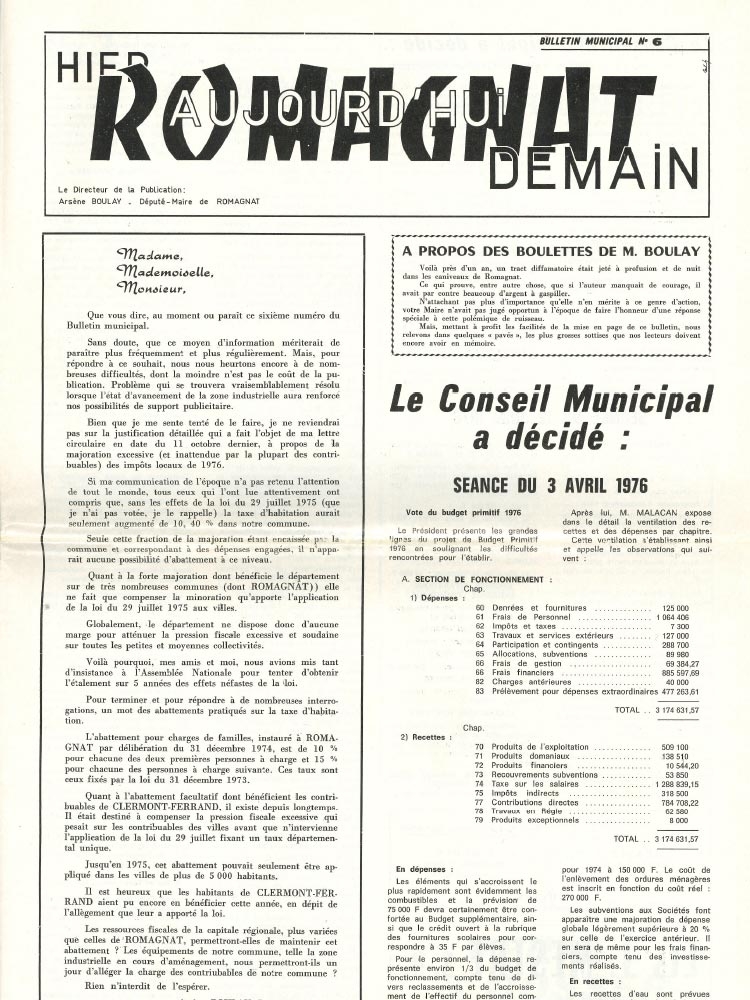 BULLETIN MUNICIPAL N° 6
HIER
ROMAGNAT
AUJOURD'HUi
DEMAiN
Le Directeur de la Publication:
Arsène BOULAY _ Député-Maire de ROMAGNAT
Madame,
Mademoiselle,
Monsieur,
Que vous dire, au moment ou paraît ce sixième numéro du
Bulletin municipal.
Sans doute, que ce moyen d'information mériterait de
paraître plus fréquemment et plus régulièrement. Mais, pour
répondre à ce souhait, nous nous heurtons encore à de nom-
breuses difficultés, dont la moindre n'est pas le coût de la pu-
blication. Problème qui se trouvera vraisemblablement résolu
lorsque l'état d'avancement de la zone industrielle aura renforcé
nos possibilités de support publicitaire.
Bien que je me sente tenté de le faire, je ne reviendrai
pas sur la justification détaillée qui a fait l'objet de ma lettre
circulaire en date du 11 octobre dernier, à propos de la
majoration excessive (et inattendue par la plupart des contri-
buables) des impôts locaux de 1976.
Si ma communication de l'époque n'a pas retenu l'attention
de tout le monde, tous ceux qui l'ont lue attentivement ont
compris que, sans les effets de la loi du 29 juillet 1975 (que
je n'ai pas votée, je le rappelle) la taxe d'habitation aurait
seulement augmenté de 10, 40 % dans notre commune.
Seule cette fraction de la majoration étant encaissée par la
commune et correspondant à des dépenses engagées, il n'appa-
rait aucune possibilité d'abattement à ce niveau.
Quant à la forte majoration dont bénéficie le département
sur de très nombreuses communes (dont ROMAGNAT)) elle
ne fait que compenser la minoration qu'apporte l'application
de la loi du 29 juillet 1975 aux villes.
Globalement, le département ne dispose donc d'aucune
marge pour atténuer la pression fiscale excessive et soudaine
sur toutes les petites et moyennes collectivités.
Voilà pourquoi, mes amis et moi, nous avions mis tant
d'insistance à l'Assemblée Nationale pour tenter d'obtenir
l'étalement sur 5 années des effets néfastes de la loi.
Pour terminer et pour répondre à de nombreuses interro-
gations, un mot des abattements pratiqués sur la taxe d'habita-
tion.
L'abattement pour charges de familles, instauré à ROMA-
GNAT par délibération du 31 décembre 1974, est de 10 %
pour chacune des deux premières personnes à charge et 15 %
pour chacune des personnes à charge suivante. Ces taux sont
ceux fixés par la loi du 31 décembre 1973.
Quant à l'abattement facultatif dont bénéficient les contri-
buables de CLERMONT-FERRAND, il existe depuis longtemps.
Il était destiné à compenser la pression fiscale excessive qui
pesait sur les contribuables des villes avant que n'intervienne
l'application de la loi du 29 juillet fixant un taux départemen-
tal unique.
Jusqu'en 1975, cet abattement pouvait seulement être ap-
pliqué dans les villes de plus de 5 000 habitants.
Il est heureux que les habitants de CLERMONT-FER-
RAND aient pu encore en bénéficier cette année, en dépit de
l'allègement que leur a apporté la loi.
Les ressources fiscales de la capitale régionale, plus variées
que celles de ROMAGNAT, permettront-elles de maintenir cet
abattement ? Les équipements de notre commune, telle la zone
industrielle en cours d'aménagement, nous permettront-ils un
jour d'alléger la charge des contriubables de notre commune ?
Rien n'interdit de l'espérer.
A PROPOS DES BOULETTES DE M. BOULAY
Voilà près d'un an, un tract diffamatoire était jeté à profusion et de nuit
dans les caniveaux de Romagnat.
Ce qui prouve, entre autre chose, que si l'auteur manquait de courage, il
avait par contre beaucoup d'argent à gaspiller.
N'attachant pas plus d'importance qu'elle n'en mérite à ce genre d'action,
votre Maire n'avait pas jugé opportun à l'époque de faire l'honneur d'une réponse
spéciale à cette polémique de ruisseau.
Mais, mettant à profit les facilités de la mise en page de ce bulletin, nous
relevons dans quelques « pavés », les plus grosses sottises que nos lecteurs doivent
encore avoir en mémoire.
Le Conseil Municipal
a décidé :
SEANCE DU 3 AVRIL 1976
Vote du budget primitif 1976
Le Président présente les grandes
lignes du projet de Budget Primitif
1976 en soulignant les difficultés
rencontrées pour l'établir.
Après lui, M. MALACAN expose
dans le détail la ventilation des re-
cettes et des dépenses par chapitre.
Cette ventilation s'établissent ainsi
et appelle les observations qui sui-
vent :
A. SECTION DE FONCTIONNEMENT :
Chap.
1) Dépenses :
60 Denrées et fournitures .............. 125 000
61 Frais de Personnel .................. 1 064 406
62 Impôts et taxes ..................... 7 300
63 Travaux et services extérieurs ........ 127 000
64 Participation et contingents ........... 288 700
65 Allocations, subventions .............. 89 980
66 Frais de gestion ..................... 69 384,27
66 Frais financiers ..................... 885 597,69
82 Charges antérieures ................. 40 000
83 Prélèvement pour dépenses extraordinaires 477 263,61
TOTAL .. 3 174 631,57
Chap.
2) Recettes :
70 Produits de l'exploitation ............. 509 100
71 Produits domaniaux ................. 138 510
72 Produits financiers .................. 10 544,20
73 Recouvrements subventions ........... 53 850
74 Taxe sur les salaires ................ 1 288 839,15
75 Impôts indirects .................... 318 500
77 Contributions directes ............... 784 708,22
78 Travaux en Régie ................... 62 580
79 Produits exceptionnels ............... 8 000
TOTAL .. 3 174 631,57
En dépenses :
Les éléments qui s'accroissent le
plus rapidement sont évidemment les
combustibles et la prévision de
75 000 F devra certainement être con-
fortée au Budget supplémentaire, ain-
si que le crédit ouvert à la rubrique
des fournitures scolaires pour cor-
respondre à 35 F par élèves.
Pour le personnel, la dépense re-
présente environ 1/3 du budget de
fonctionnement, compte tenu de di-
vers reclassements et de l'accroisse-
ment de l'effectif du personnel com-
pour 1974 à 150 000 F. Le coût de
l'enlèvement des ordures ménagères
est inscrit en fonction du coût réel :
270 000 F.
Les subventions aux Sociétés font
apparaitre une majoration de dépense
globale légèrement supérieure à 20 %
sur celle de l'exercice antérieur. Il
en sera de même pour les frais finan-
ciers, compte tenu des investisse-
ments réalisés.
En recettes :
Les recettes d'eau sont prévues